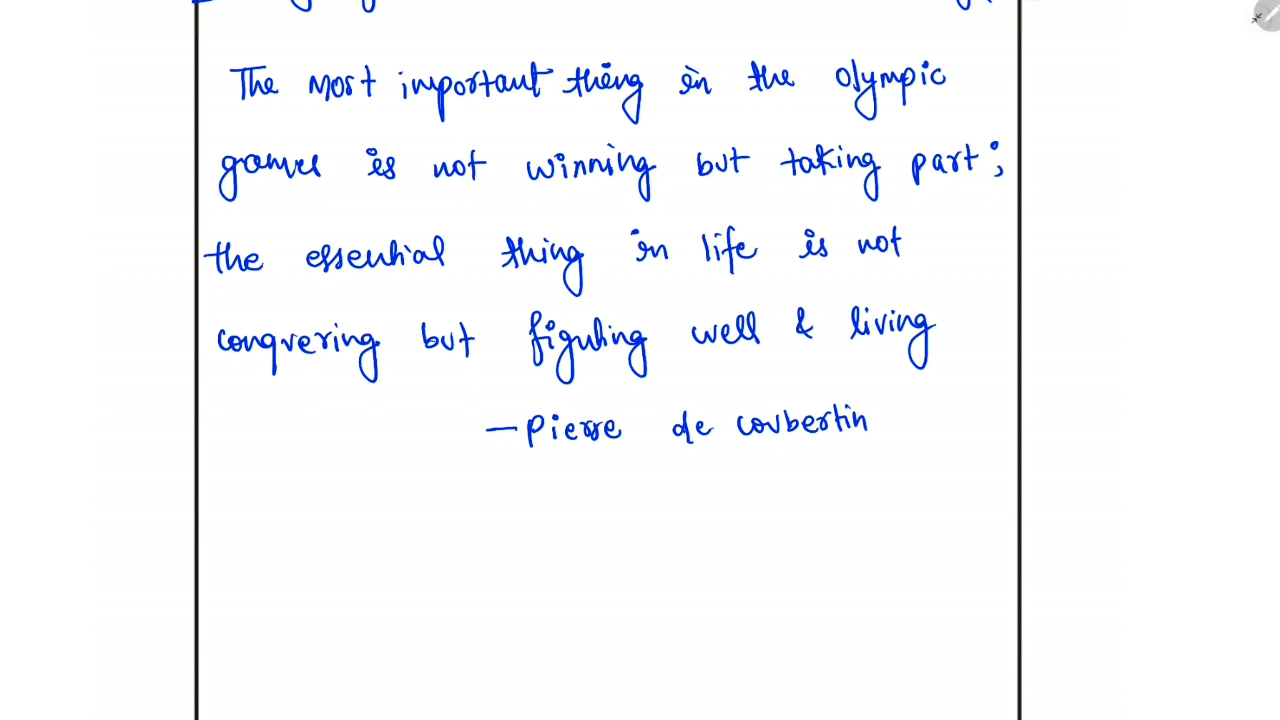 The most important thing in the olympic
games is not winning but taking part;
the essential thing in life is not
conquering but figuling well & living
— Pierre de coubertin